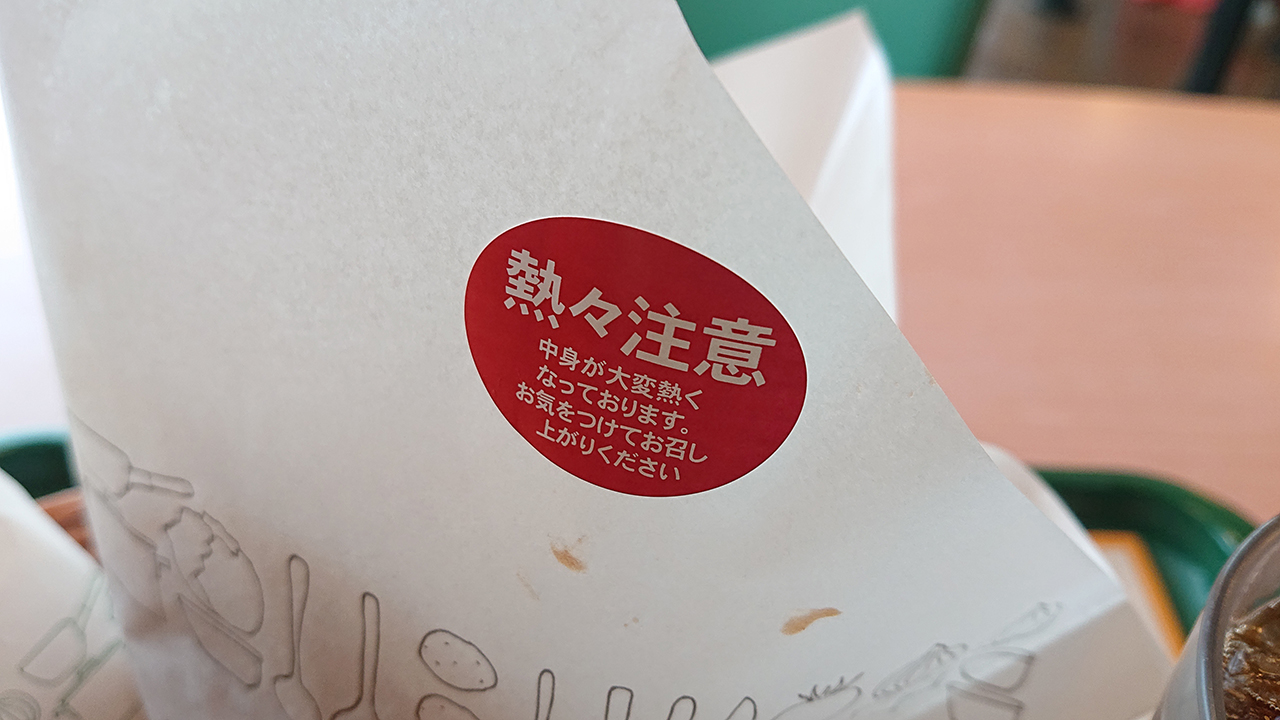 熱々注意
中身が大変熱く
なっております。
お気をつけてお召し
上がりください